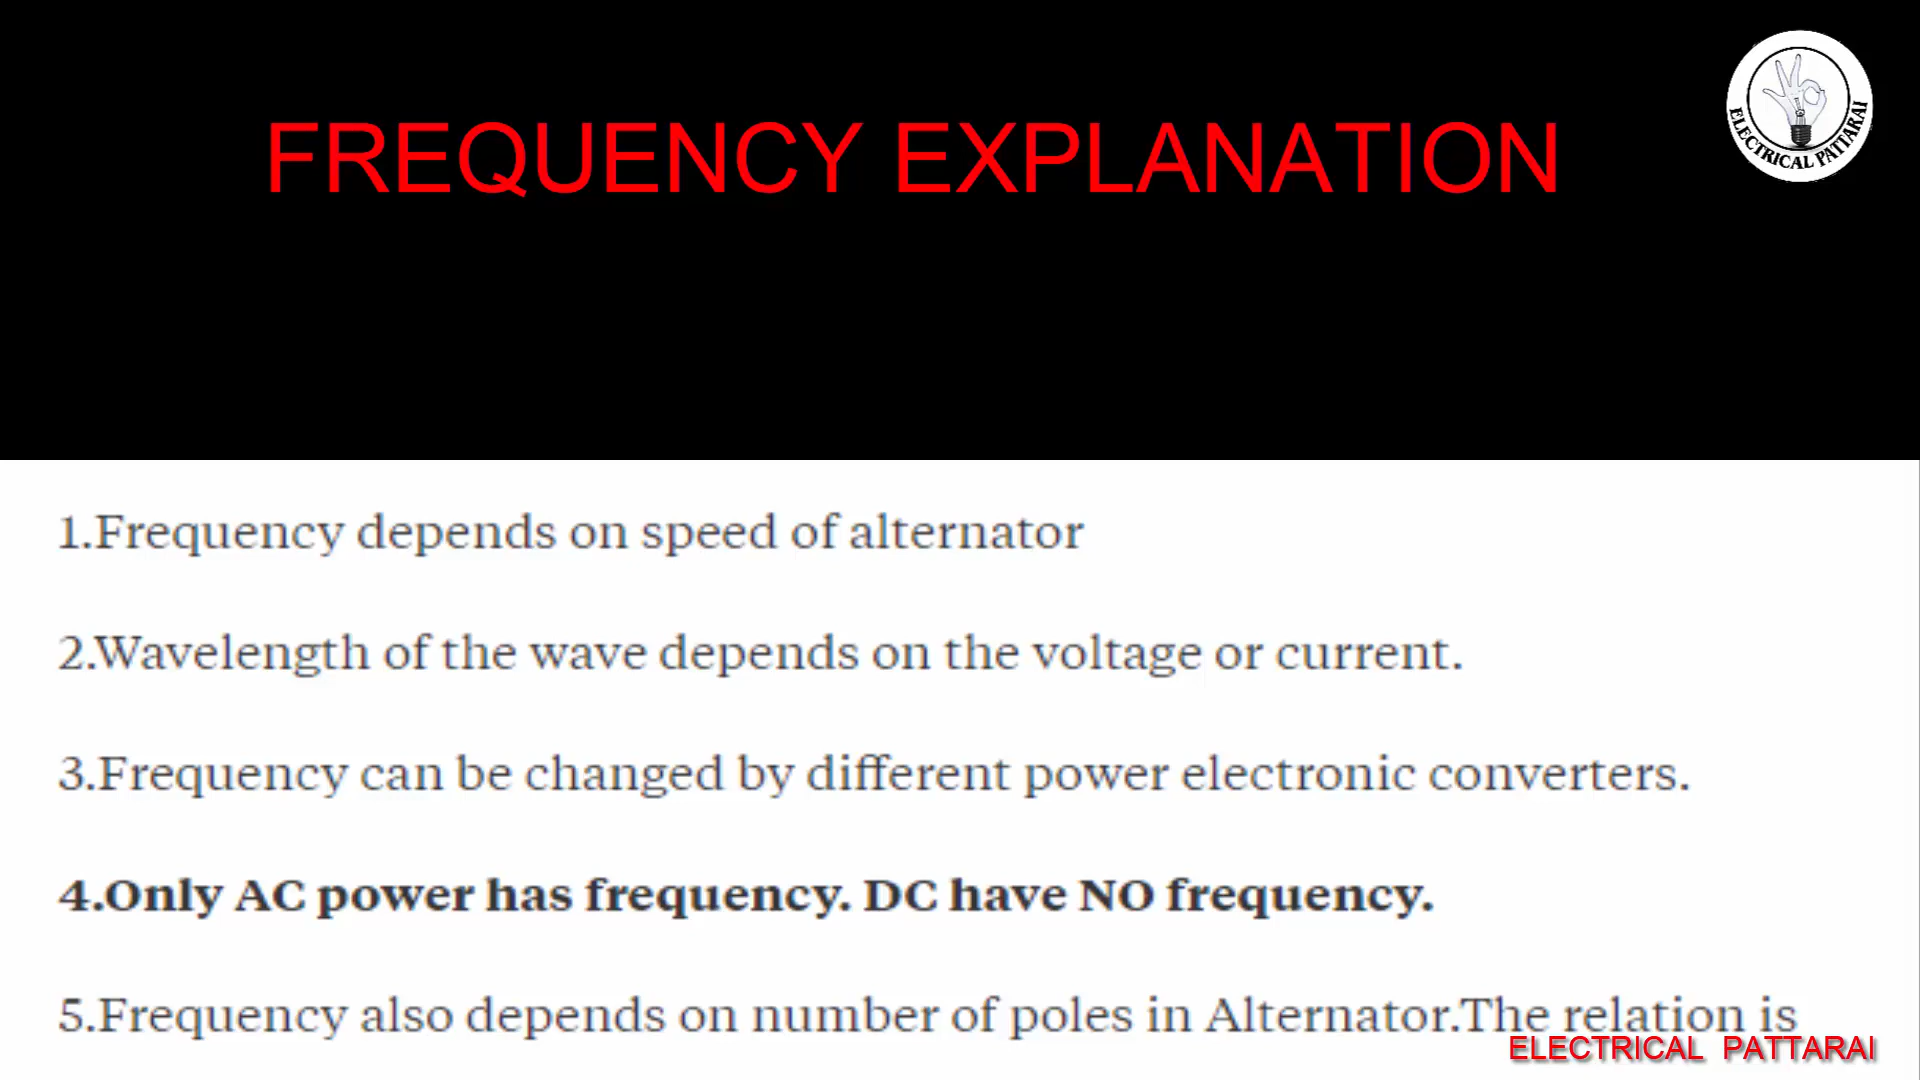 FREQUENCY EXPLANATION
ELECTRICAL PATTARAI
1.Frequency depends on speed of alternator
2.Wavelength of the wave depends on the voltage or current.
3.Frequency can be changed by different power electronic converters.
4.Only AC power has frequency. DC have NO frequency.
5.Frequency also depends on number of poles in Alternator.The relation is
ELECTRICAL PATTARAI